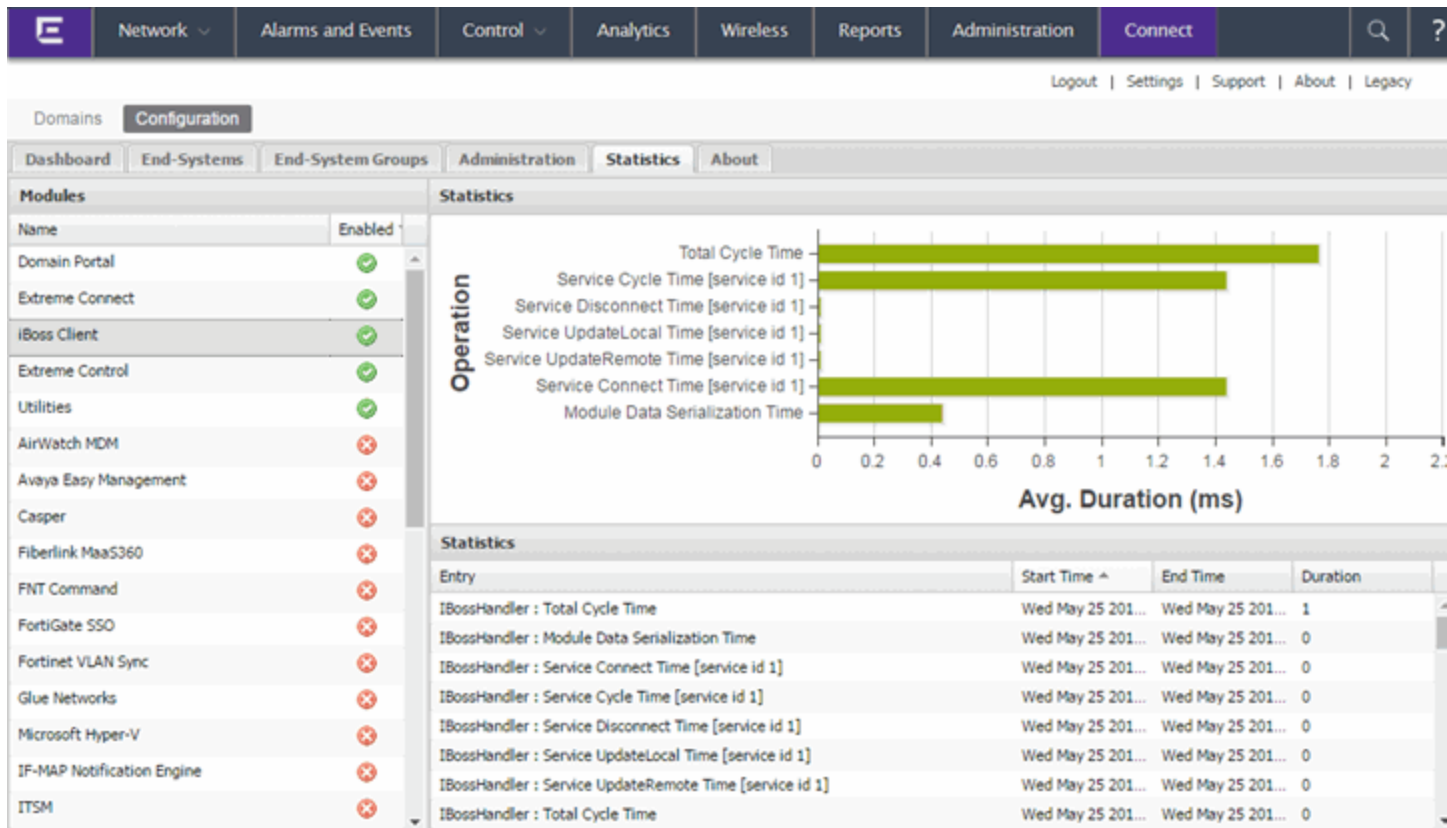 E Network Alarms and Events Control Analytics Wireless Reports Administration Connect ?
Logout | Settings | Support | About | Legacy
Domains Configuration
Dashboard End-Systems End-System Groups Administration Statistics About
Modules
Name Enabled
Domain Portal
Extreme Connect
iBoss Client
Extreme Control
Utilities
AirWatch MDM
Avaya Easy Management
Casper
Fiberlink MaaS360
FNT Command
FortiGate SSO
Fortinet VLAN Sync
Glue Networks
Microsoft Hyper-V
IF-MAP Notification Engine
ITSM
Statistics
Operation
Total Cycle Time
Service Cycle Time [service id 1]
Service Disconnect Time [service id 1]
Service UpdateLocal Time [service id 1]
Service UpdateRemote Time [service id 1]
Service Connect Time [service id 1]
Module Data Serialization Time
0 0.2 0.4 0.6 0.8 1 1.2 1.4 1.6 1.8 2
Avg. Duration (ms)
Statistics
Entry Start Time End Time Duration
IBossHandler : Total Cycle Time Wed May 25 201... Wed May 25 201... 1
IBossHandler : Module Data Serialization Time Wed May 25 201... Wed May 25 201... 0
IBossHandler : Service Connect Time [service id 1] Wed May 25 201... Wed May 25 201... 0
IBossHandler : Service Cycle Time [service id 1] Wed May 25 201... Wed May 25 201... 0
IBossHandler : Service Disconnect Time [service id 1] Wed May 25 201... Wed May 25 201... 0
IBossHandler : Service UpdateLocal Time [service id 1] Wed May 25 201... Wed May 25 201... 0
IBossHandler : Service UpdateRemote Time [service id 1] Wed May 25 201... Wed May 25 201... 0
IBossHandler : Total Cycle Time Wed May 25 201... Wed May 25 201... 0